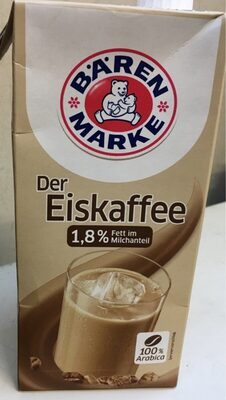 BÄREN
MARKE
Der
Eiskaffee
1,8% Fett im
Milchanteil
100%
Arabica